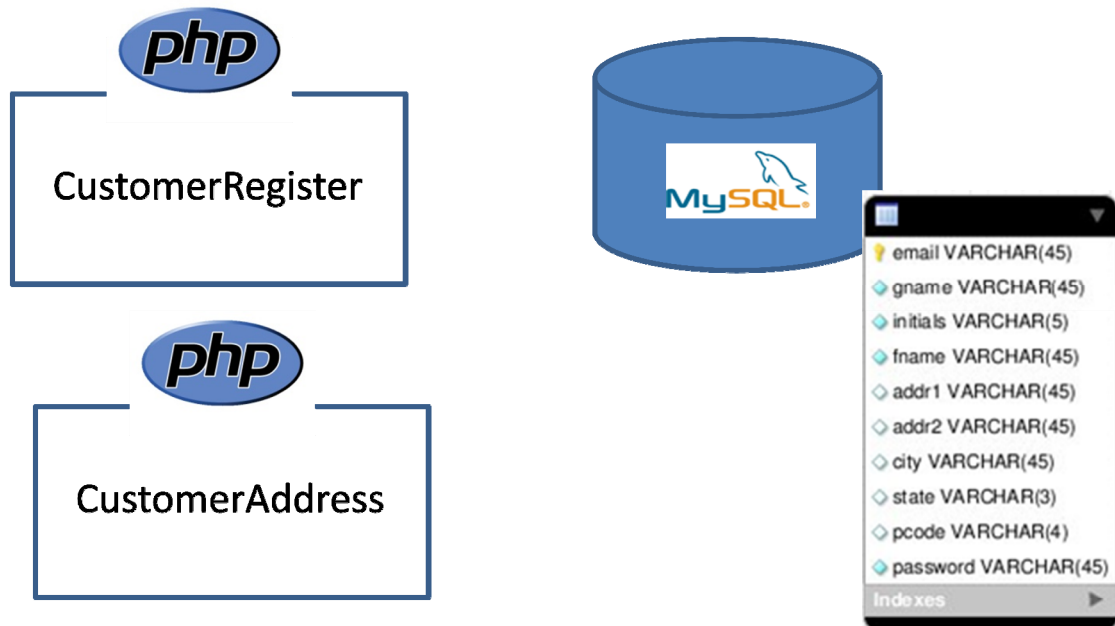 php
CustomerRegister
php
CustomerAddress
MySQL®
email VARCHAR(45)
gname VARCHAR(45)
initials VARCHAR(5)
fname VARCHAR(45)
addr1 VARCHAR(45)
addr2 VARCHAR(45)
city VARCHAR(45)
state VARCHAR(3)
pcode VARCHAR(4)
password VARCHAR(45)
Indexes